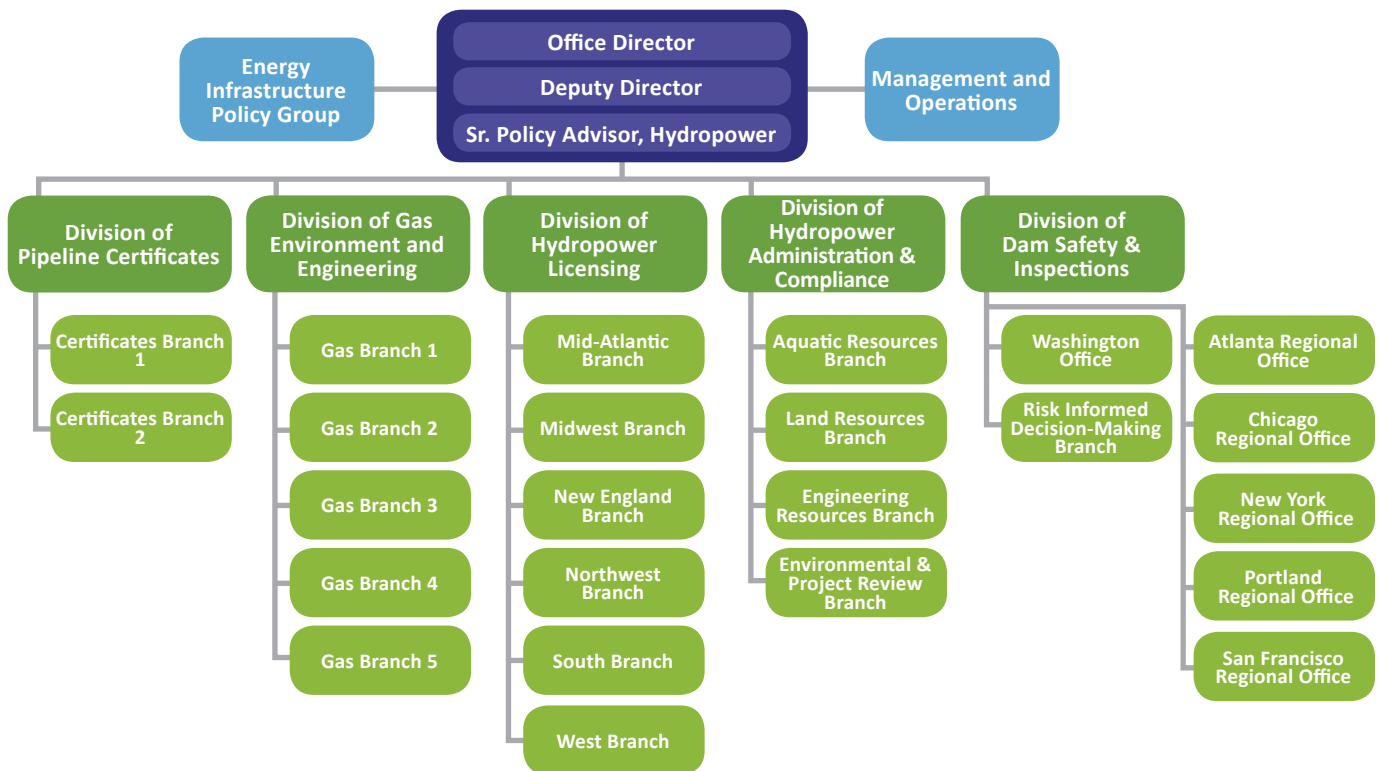 Office Director
Deputy Director
Sr. Policy Advisor, Hydropower
Energy
Infrastructure
Policy Group
Management and
Operations
Division of
Pipeline Certificates
Certificates Branch
1
Certificates Branch
2
Division of Gas
Environment and
Engineering
Gas Branch 1
Gas Branch 2
Gas Branch 3
Gas Branch 4
Gas Branch 5
Division of
Hydropower
Licensing
Mid-Atlantic
Branch
Midwest Branch
New England
Branch
Northwest
Branch
South Branch
West Branch
Division of
Hydropower
Administration &
Compliance
Aquatic Resources
Branch
Land Resources
Branch
Engineering
Resources Branch
Environmental &
Project Review
Branch
Division of
Dam Safety &
Inspections
Washington
Office
Risk Informed
Decision-Making
Branch
Atlanta Regional
Office
Chicago
Regional Office
New York
Regional Office
Portland
Regional Office
San Francisco
Regional Office